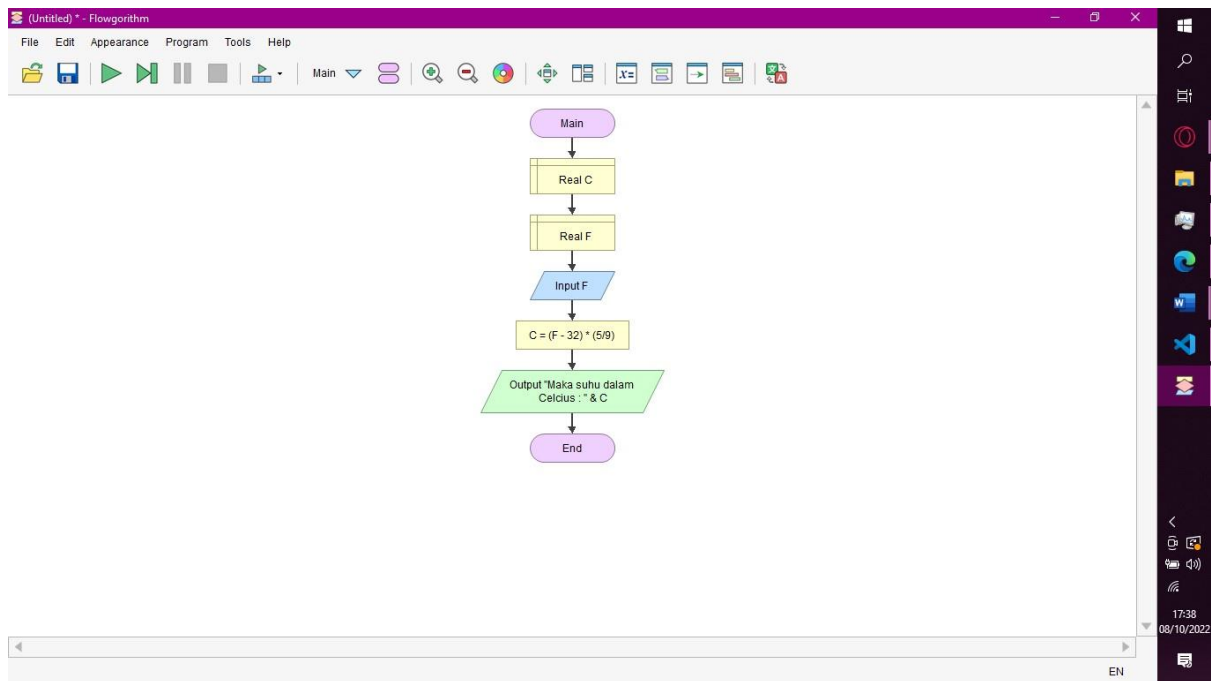 (Untitled) * - Flowgorithm
File Edit Appearance Program Tools Help
Main
x=
Main
Real C
Real F
Input F
C = (F - 32) * (5/9)
Output "Maka suhu dalam
Celcius : " & C
End
17:38
08/10/2022
EN